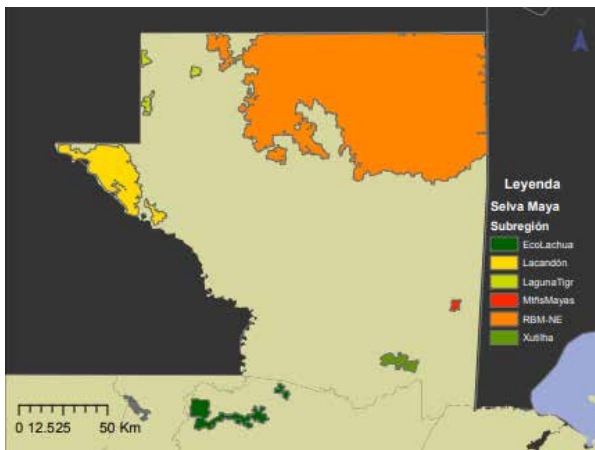 Leyenda
Selva Maya
Subregión
EcoLachua
Lacandón
LagunaTigr
MtñsMayas
RBM-NE
Xutilha
0 12.525 50 Km